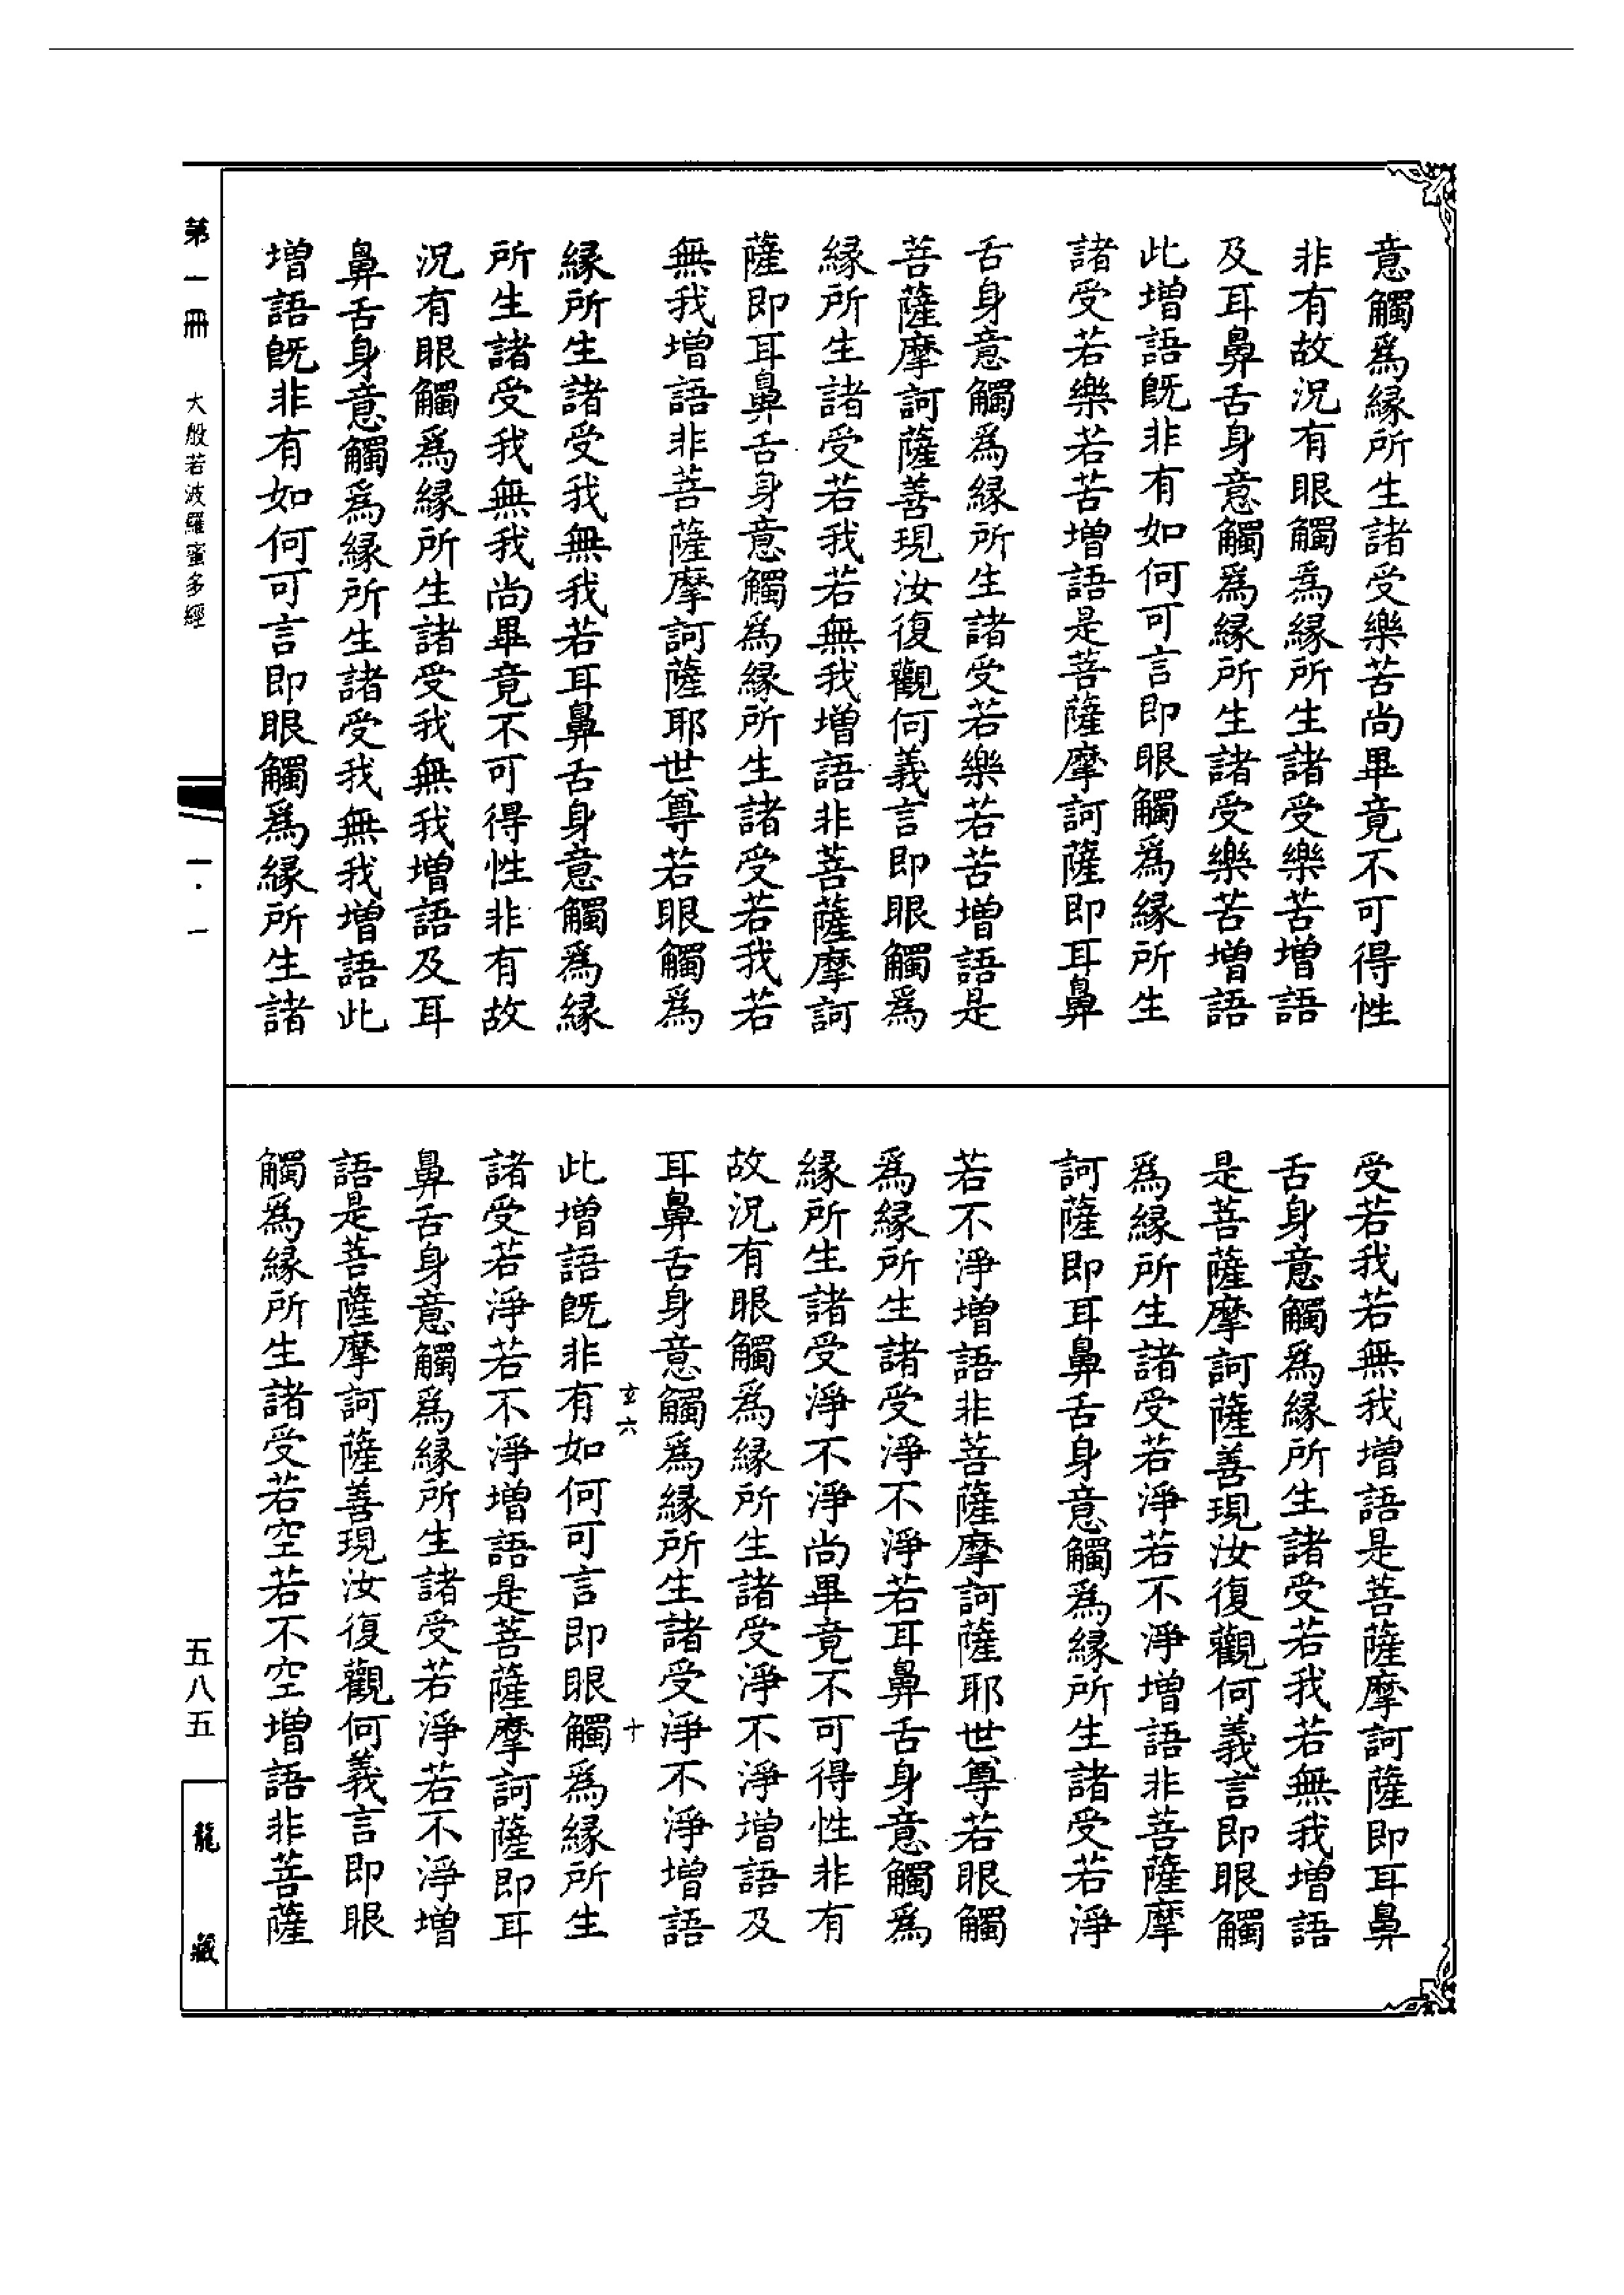 意觸爲緣所生諸受樂苦尚畢竟不可得性
非有故況有眼觸爲緣所生諸受樂苦增語
及耳鼻舌身意觸爲緣所生諸受樂苦增語
此增語旣非有如何可言即眼觸爲緣所生
諸受若樂若苦增語是菩薩摩訶薩即耳鼻
舌身意觸爲緣所生諸受若樂若苦增語是
菩薩摩訶薩善現汝復觀何義言即眼觸爲
緣所生諸受若我若無我增語非菩薩摩訶
薩即耳鼻舌身意觸爲緣所生諸受若我若
無我增語非菩薩摩訶薩耶世尊若眼觸爲
緣所生諸受我無我若耳鼻舌身意觸爲緣
所生諸受我無我尚畢竟不可得性非有故
況有眼觸爲緣所生諸受我無我增語及耳
鼻舌身意觸爲緣所生諸受我無我增語此
增語旣非有如何可言即眼觸爲緣所生諸
受若我若無我增語是菩薩摩訶薩即耳鼻
舌身意觸爲緣所生諸受若我若無我增語
是菩薩摩訶薩善現汝復觀何義言即眼觸
爲緣所生諸受若淨若不淨增語非菩薩摩
訶薩即耳鼻舌身意觸爲緣所生諸受若淨
若不淨增語非菩薩摩訶薩耶世尊若眼觸
爲緣所生諸受淨不淨若耳鼻舌身意觸爲
緣所生諸受淨不淨尚畢竟不可得性非有
故況有眼觸爲緣所生諸受淨不淨增語及
耳鼻舌身意觸爲緣所生諸受淨不淨增語
玄六 十
此增語旣非有如何可言即眼觸爲緣所生
諸受若淨若不淨增語是菩薩摩訶薩即耳
鼻舌身意觸爲緣所生諸受若淨若不淨增
語是菩薩摩訶薩善現汝復觀何義言即眼
觸爲緣所生諸受若空若不空增語非菩薩
第一冊 大般若波羅蜜多經 一·一 五八五 龍藏